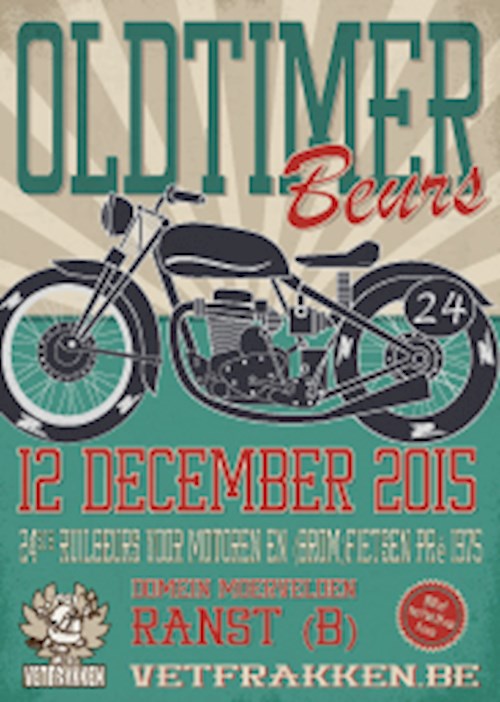 OLDTIMER
Beurs
24
12 DECEMBER 2015
24STE RUILBEURS VOOR MOTOREN EN (BROM)FIETSEN PRé 1975
DOMEIN MOERVELDEN
RANST (B)
VETFRAKKEN
VETFRAKKEN.BE